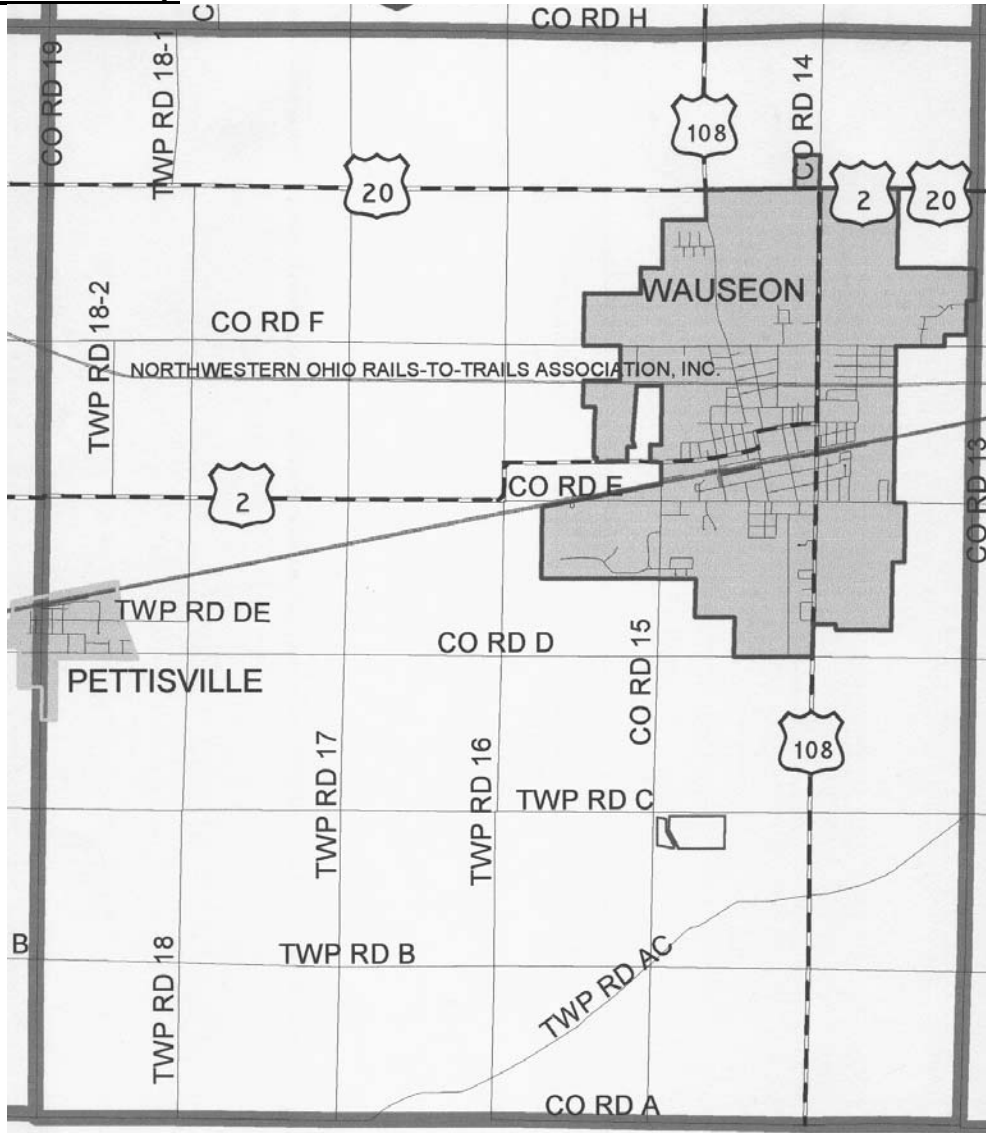 CO RD H
C
CO RD 19
TWP RD 18-1
108
CO RD 14
20
2
20
WAUSEON
TWP RD 18-2
CO RD F
NORTHWESTERN OHIO RAILS-TO-TRAILS ASSOCIATION, INC.
2
CO RD E
CO RD 13
TWP RD DE
CO RD D
CO RD 15
PETTISVILLE
108
TWP RD 17
TWP RD 16
TWP RD C
B
TWP RD B
TWP RD 18
TWP RD AC
CO RD A